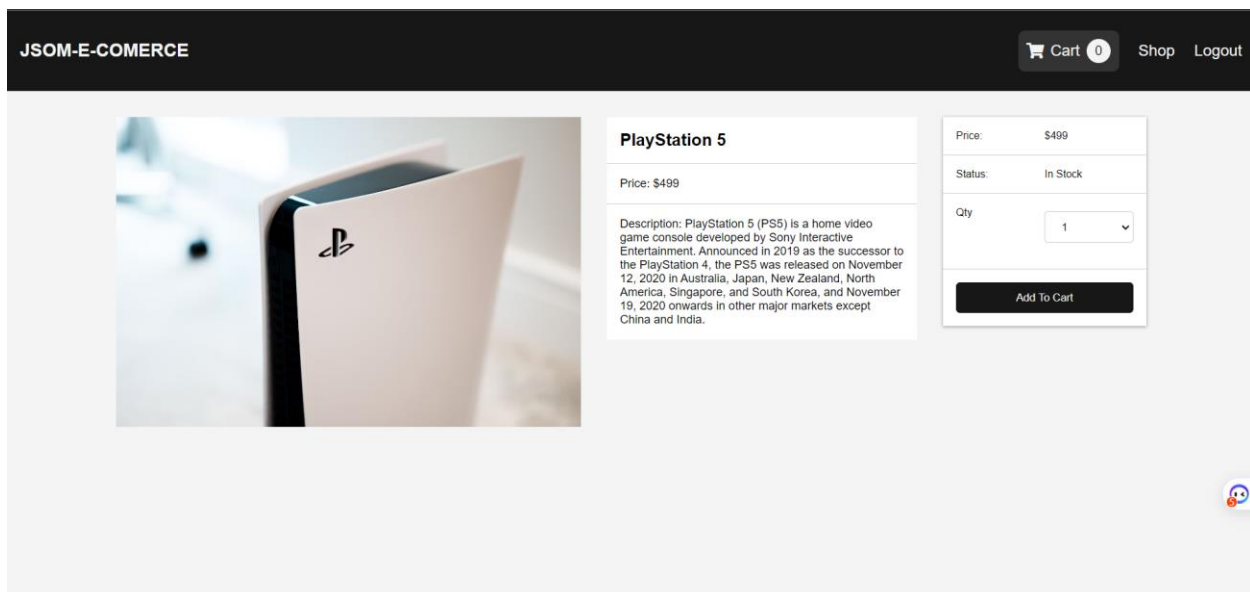 JSOM-E-COMERCE
Cart 0
Shop
Logout
PlayStation 5
Price: $499
Description: PlayStation 5 (PS5) is a home video
game console developed by Sony Interactive
Entertainment. Announced in 2019 as the successor to
the PlayStation 4, the PS5 was released on November
12, 2020 in Australia, Japan, New Zealand, North
America, Singapore, and South Korea, and November
19, 2020 onwards in other major markets except
China and India.
Price: $499
Status: In Stock
Qty 1
Add To Cart
5